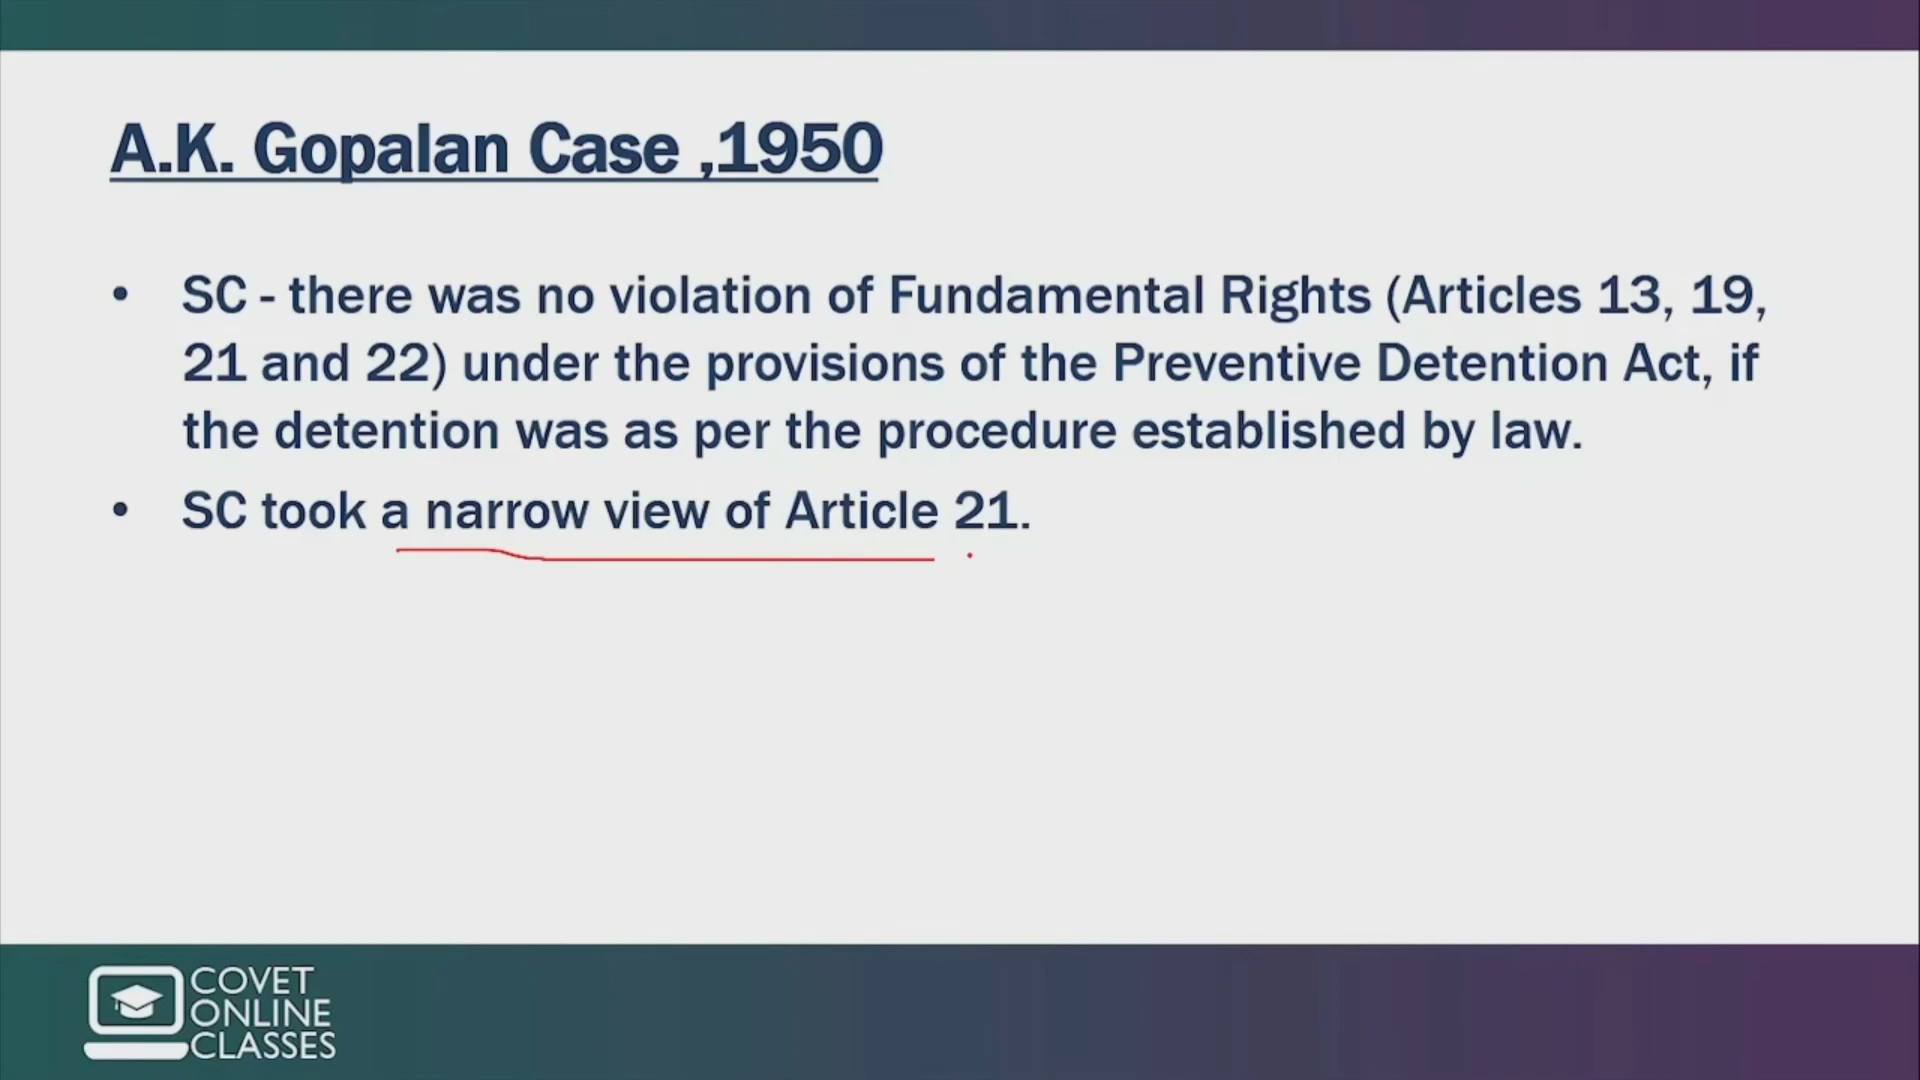 A.K. Gopalan Case ,1950
• SC - there was no violation of Fundamental Rights (Articles 13, 19,
21 and 22) under the provisions of the Preventive Detention Act, if
the detention was as per the procedure established by law.
• SC took a narrow view of Article 21.
COVET
ONLINE
CLASSES